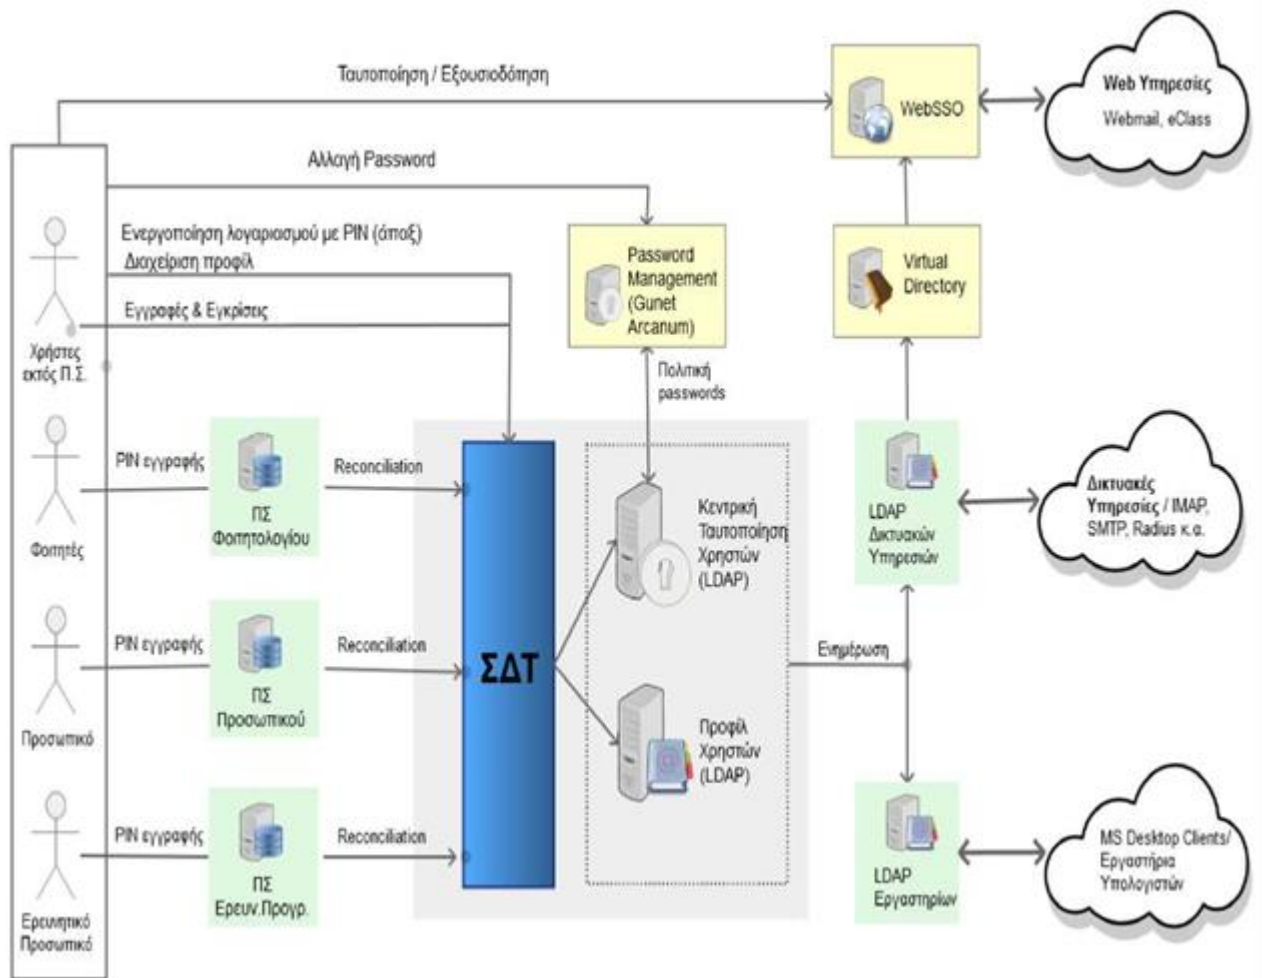 Ταυτοποίηση / Εξουσιοδότηση
WebSSO
Web Υπηρεσίες
Webmail, eClass
Αλλαγή Password
Ενεργοποίηση λογαριασμού με PIN (άπαξ)
Διαχείριση προφίλ
Εγγραφές & Εγκρίσεις
Χρήστες
εκτός Π.Σ.
Password
Management
(Gunet
Arcanum)
Virtual
Directory
Πολιτική
passwords
PIN εγγραφής
Reconciliation
Φοιτητές
ΠΣ
Φοιτητολογίου
Κεντρική
Ταυτοποίηση
Χρηστών
(LDAP)
LDAP
Δικτυακών
Υπηρεσιών
Δικτυακές
Υπηρεσίες / IMAP,
SMTP, Radius κ.α.
PIN εγγραφής
Reconciliation
ΣΔΤ
Ενημέρωση
Προσωπικό
ΠΣ
Προσωπικού
Προφίλ
Χρηστών
(LDAP)
PIN εγγραφής
Reconciliation
Ερευνητικό
Προσωπικό
ΠΣ
Ερευν.Προγρ.
LDAP
Εργαστηρίων
MS Desktop Clients/
Εργαστήρια
Υπολογιστών